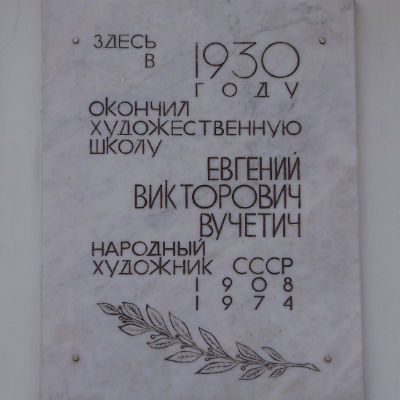 ЗДЕСЬ
В 1930
ГОДУ
ОКОНЧИЛ
ХУДОЖЕСТВЕННУЮ
ШКОЛУ
ЕВГЕНИЙ
ВИКТОРОВИЧ
ВУЧЕТИЧ
НАРОДНЫЙ
ХУДОЖНИК СССР
1908
1974